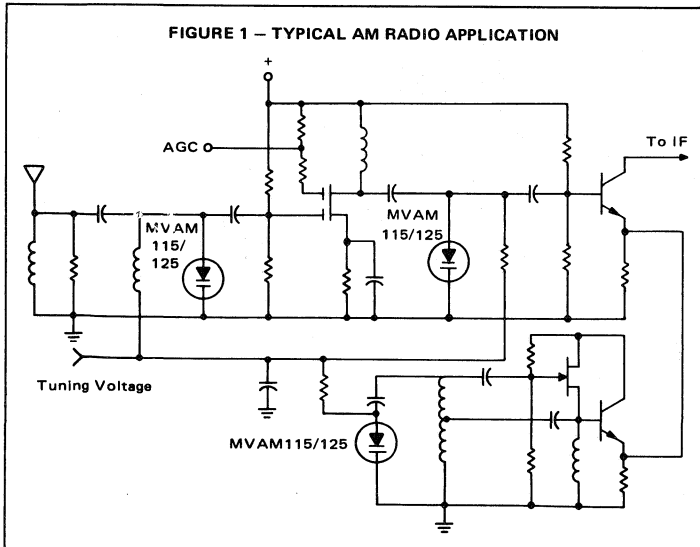 FIGURE 1 – TYPICAL AM RADIO APPLICATION
+
To IF
AGC
MVAM
115/
125
MVAM
115/125
Tuning Voltage
MVAM115/125